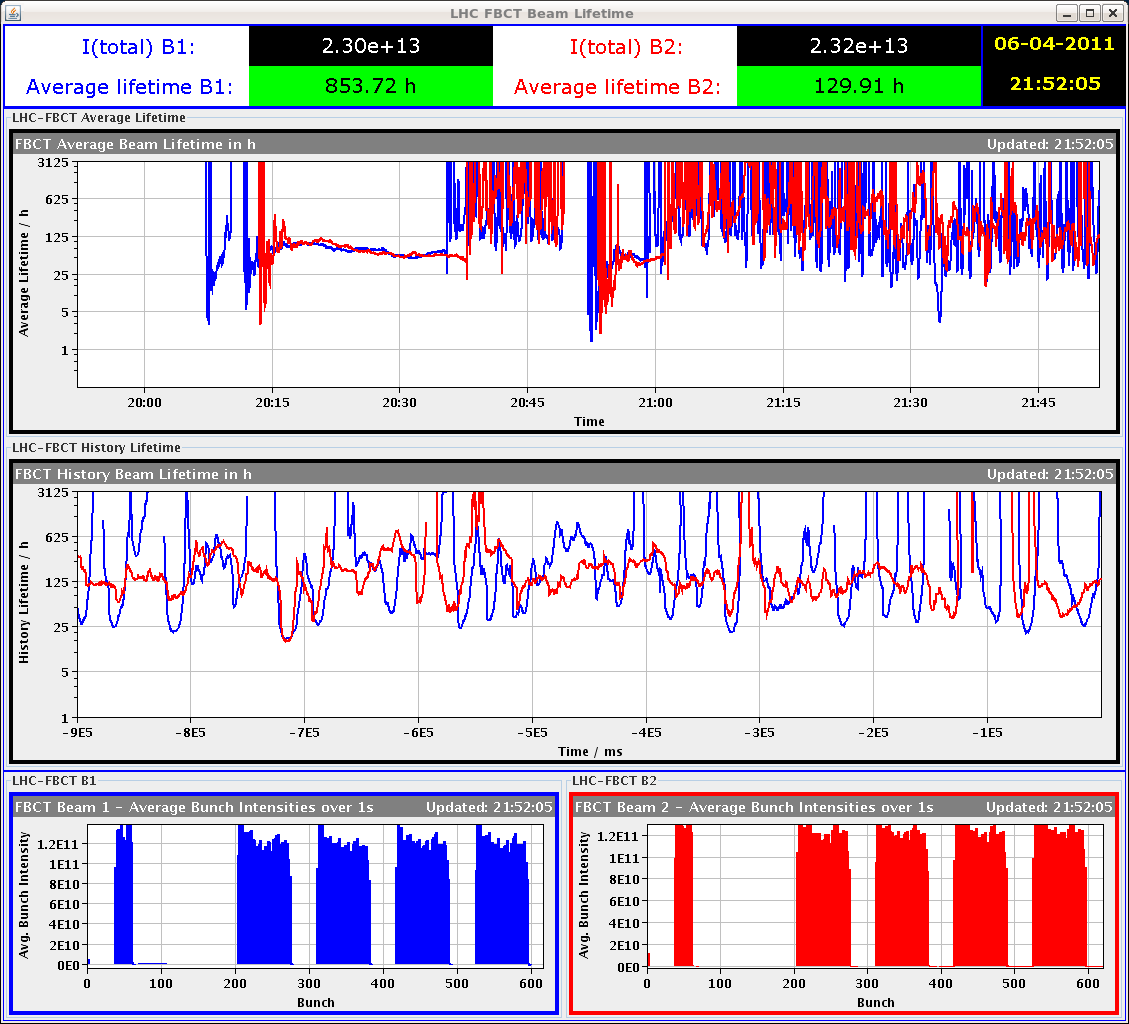 LHC FBCT Beam Lifetime
I(total) B1: 2.30e+13 I(total) B2: 2.32e+13 06-04-2011
Average lifetime B1: 853.72 h Average lifetime B2: 129.91 h 21:52:05
LHC-FBCT Average Lifetime
FBCT Average Beam Lifetime in h Updated: 21:52:05
Average Lifetime / h
3125
625
125
25
5
1
20:00 20:15 20:30 20:45 21:00 21:15 21:30 21:45
Time
LHC-FBCT History Lifetime
FBCT History Beam Lifetime in h Updated: 21:52:05
History Lifetime / h
3125
625
125
25
5
1
-9E5 -8E5 -7E5 -6E5 -5E5 -4E5 -3E5 -2E5 -1E5
Time / ms
LHC-FBCT B1
FBCT Beam 1 - Average Bunch Intensities over 1s Updated: 21:52:05
Avg. Bunch Intensity
1.2E11
1E11
8E10
6E10
4E10
2E10
0E0
0 100 200 300 400 500 600
Bunch
LHC-FBCT B2
FBCT Beam 2 - Average Bunch Intensities over 1s Updated: 21:52:05
Avg. Bunch Intensity
1.2E11
1E11
8E10
6E10
4E10
2E10
0E0
0 100 200 300 400 500 600
Bunch